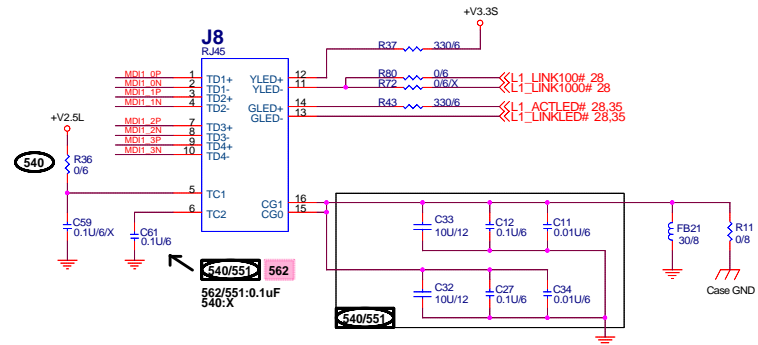 +V3.3S
J8
RJ45
R37 330/6
MDI1_0P 1 TD1+ YLED+ 12 R80 0/6 L1_LINK100# 28
MDI1_0N 2 TD1- YLED- 11 R72 0/6/X L1_LINK1000# 28
MDI1_1P 3 TD2+
MDI1_1N 4 TD2- GLED+ 14 R43 330/6 L1_ACTLED# 28,35
GLED- 13 L1_LINKLED# 28,35
+V2.5L
MDI1_2P 7 TD3+
MDI1_2N 8 TD3-
MDI1_3P 9 TD4+
MDI1_3N 10 TD4-
540
R36
0/6
5 TC1
6 TC2
CG1 16
CG0 15
C59
0.1U/6/X
C61
0.1U/6
C33
10U/12
C12
0.1U/6
C11
0.01U/6
FB21
30/8
R11
0/8
540/551 562
562/551:0.1uF
540:X
C32
10U/12
C27
0.1U/6
C34
0.01U/6
Case GND
540/551